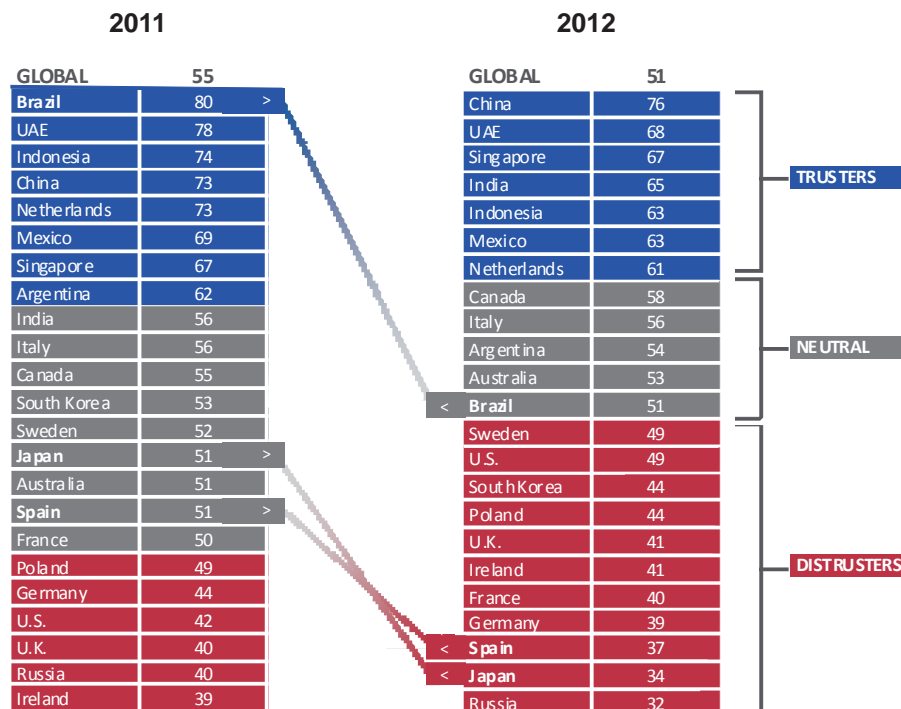 2011
2012
GLOBAL 55
Brazil 80 >
UAE 78
Indonesia 74
China 73
Netherlands 73
Mexico 69
Singapore 67
Argentina 62
India 56
Italy 56
Canada 55
South Korea 53
Sweden 52
Japan 51 >
Australia 51
Spain 51 >
France 50
Poland 49
Germany 44
U.S. 42
U.K. 40
Russia 40
Ireland 39
GLOBAL 51
China 76
UAE 68
Singapore 67
India 65
Indonesia 63
Mexico 63
Netherlands 61
Canada 58
Italy 56
Argentina 54
Australia 53
< Brazil 51
Sweden 49
U.S. 49
South Korea 44
Poland 44
U.K. 41
Ireland 41
France 40
Germany 39
< Spain 37
< Japan 34
Russia 32
TRUSTERS
NEUTRAL
DISTRUSTERS